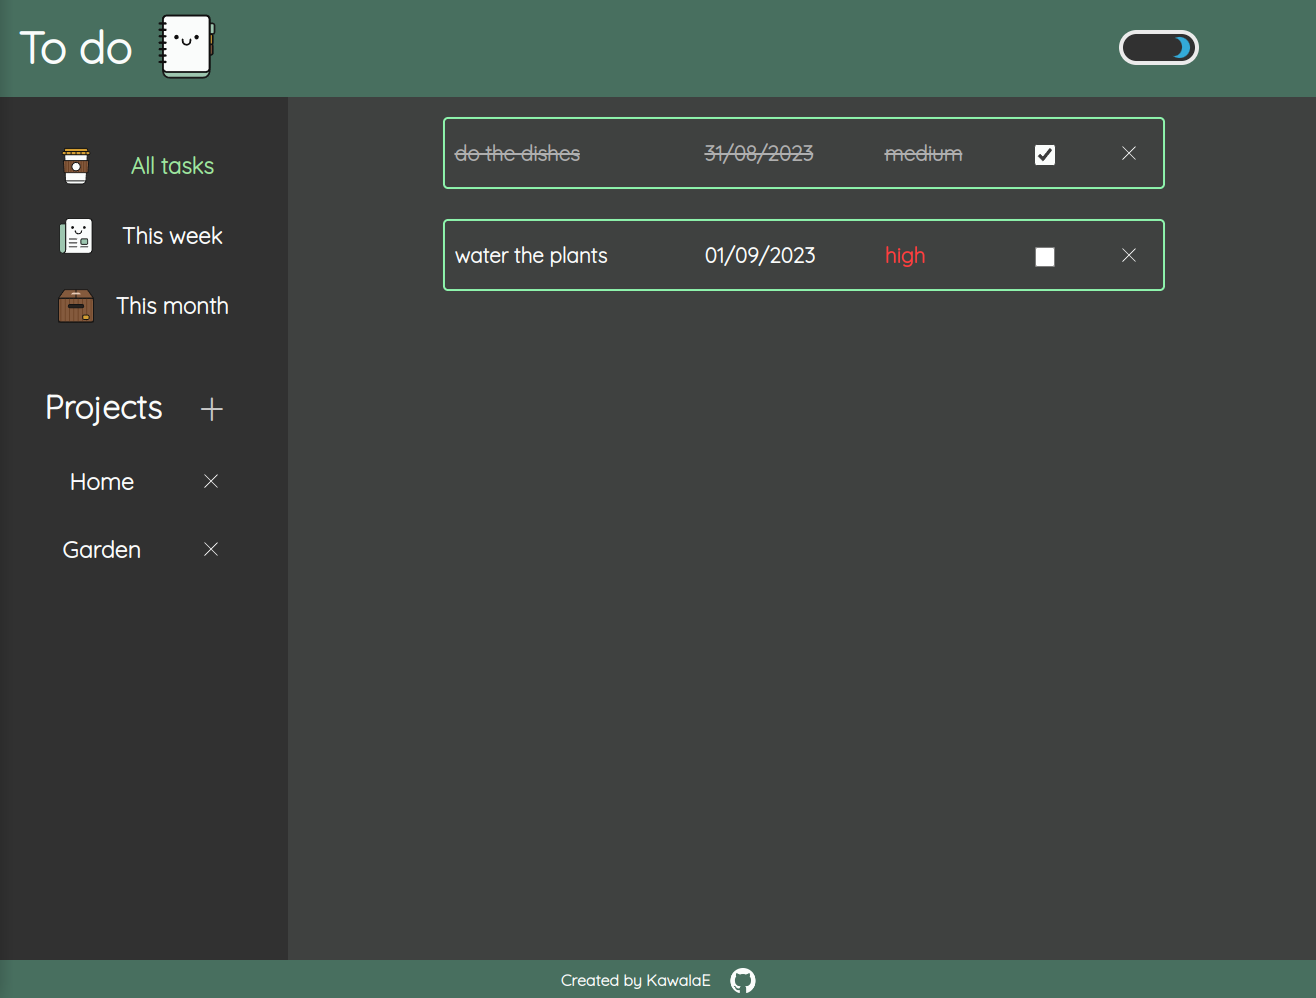 To do
All tasks
This week
This month
Projects
Home
Garden
do the dishes 31/08/2023 medium
water the plants 01/09/2023 high
Created by KawalaE